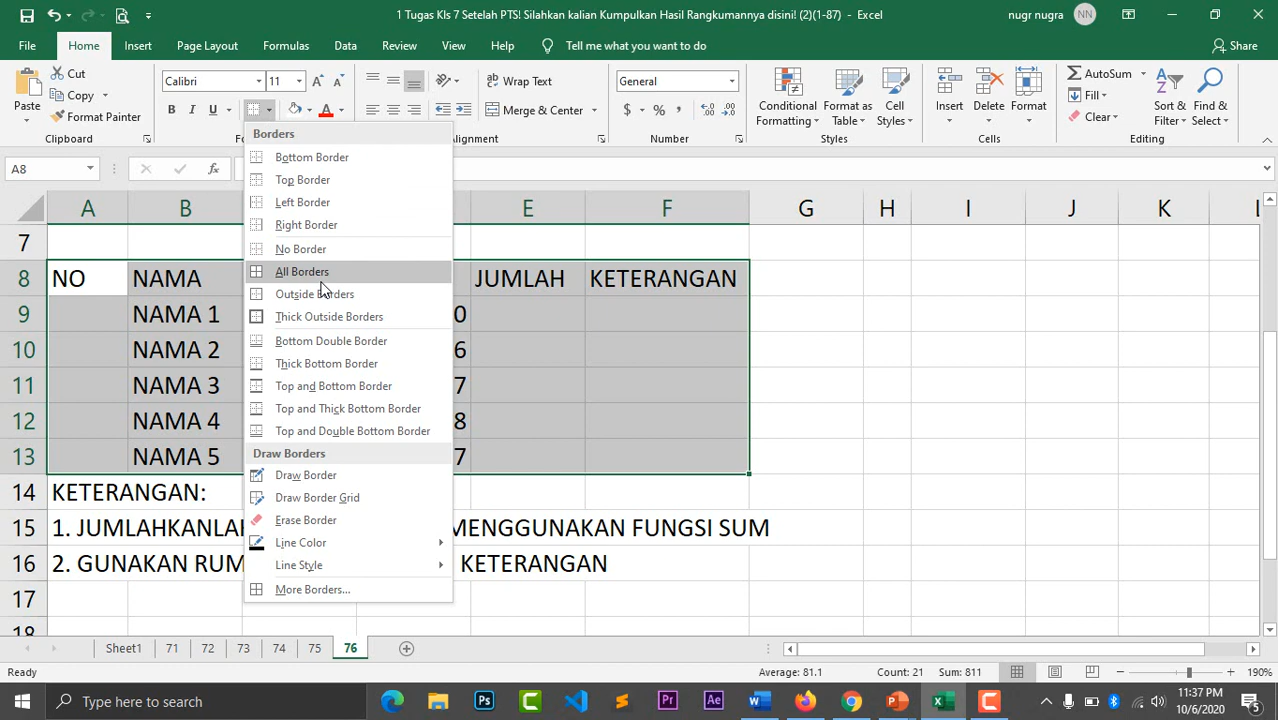 1 Tugas Kls 7 Setelah PTS! Silahkan kalian Kumpulkan Hasil Rangkumannya disini! (2)(1-87) - Excel
nugr nugra NN
File Home Insert Page Layout Formulas Data Review View Help Tell me what you want to do Share
Paste Cut Copy Format Painter
Clipboard
Calibri 11
B I U
Wrap Text
Merge & Center
Alignment
General
$ % ,
Number
Conditional Formatting
Format as Table
Cell Styles
Styles
Insert Delete Format
Cells
AutoSum
Fill
Clear
Sort & Filter
Find & Select
Editing
A8 fx
Borders
Bottom Border
Top Border
Left Border
Right Border
No Border
All Borders
Outside Borders
Thick Outside Borders
Bottom Double Border
Thick Bottom Border
Top and Bottom Border
Top and Thick Bottom Border
Top and Double Bottom Border
Draw Borders
Draw Border
Draw Border Grid
Erase Border
Line Color
Line Style
More Borders...
A B E F G H I J K L
7
8 NO NAMA JUMLAH KETERANGAN
9 NAMA 1 0
10 NAMA 2 6
11 NAMA 3 7
12 NAMA 4 8
13 NAMA 5 7
14 KETERANGAN:
15 1. JUMLAHKANLAH MENGGUNAKAN FUNGSI SUM
16 2. GUNAKAN RUM KETERANGAN
17
18
Sheet1 71 72 73 74 75 76
Ready Average: 81.1 Count: 21 Sum: 811 190%
Type here to search
Ps Pr Ae
11:37 PM
10/6/2020
5